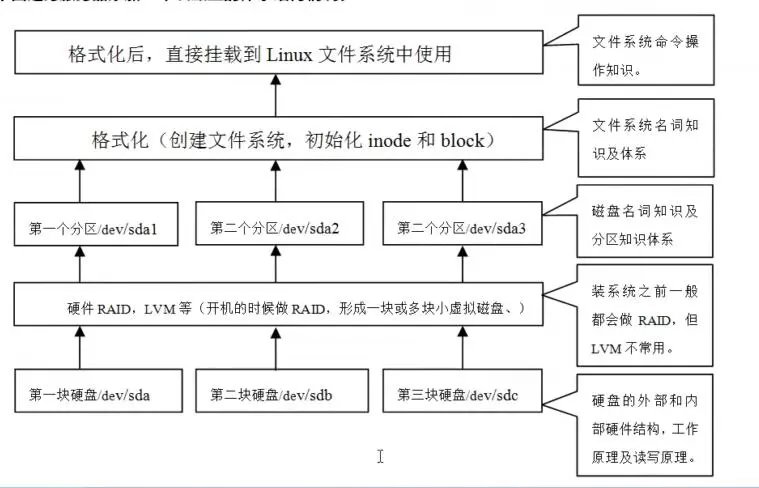 格式化后，直接挂载到 Linux 文件系统中使用
文件系统命令操
作知识。
格式化（创建文件系统，初始化 inode 和 block）
文件系统名词知
识及体系
第一个分区/dev/sda1
第二个分区/dev/sda2
第二个分区/dev/sda3
磁盘名词知识及
分区知识体系
硬件 RAID，LVM 等（开机的时候做 RAID，形成一块或多块小虚拟磁盘、）
装系统之前一般
都会做 RAID，但
LVM 不常用。
第一块硬盘/dev/sda
第二块硬盘/dev/sdb
第三块硬盘/dev/sdc
硬盘的外部和内
部硬件结构，工作
原理及读写原理。